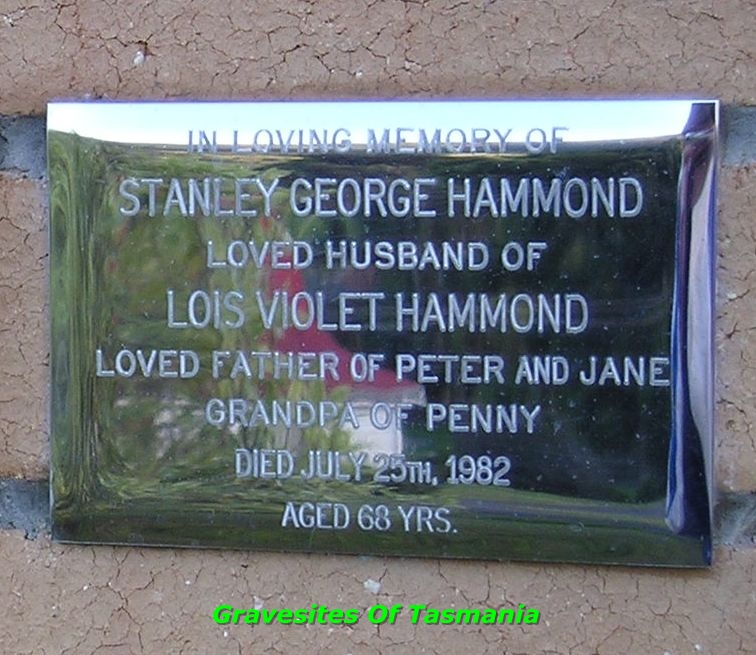 IN LOVING MEMORY OF
STANLEY GEORGE HAMMOND
LOVED HUSBAND OF
LOIS VIOLET HAMMOND
LOVED FATHER OF PETER AND JANE
GRANDPA OF PENNY
DIED JULY 25TH, 1982
AGED 68 YRS.
Gravesites Of Tasmania